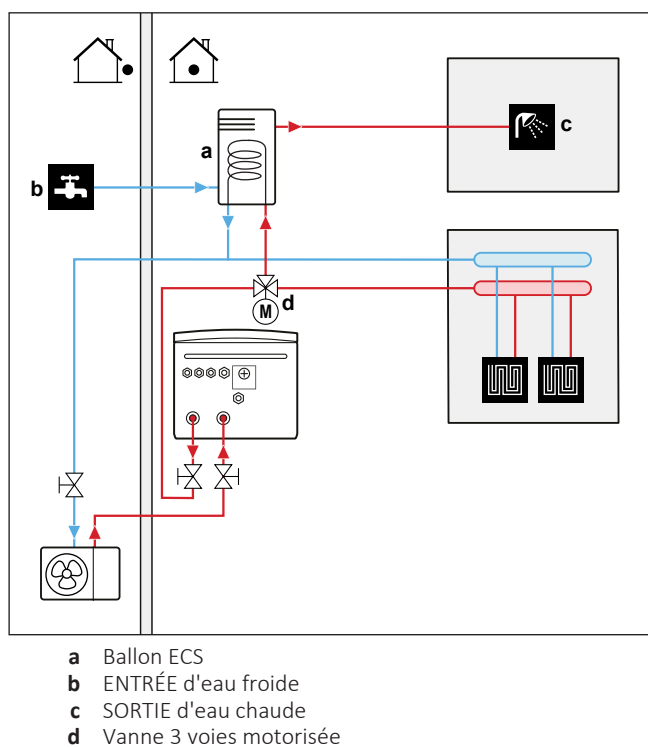 a
c
b
d
M
a Ballon ECS
b ENTRÉE d'eau froide
c SORTIE d'eau chaude
d Vanne 3 voies motorisée